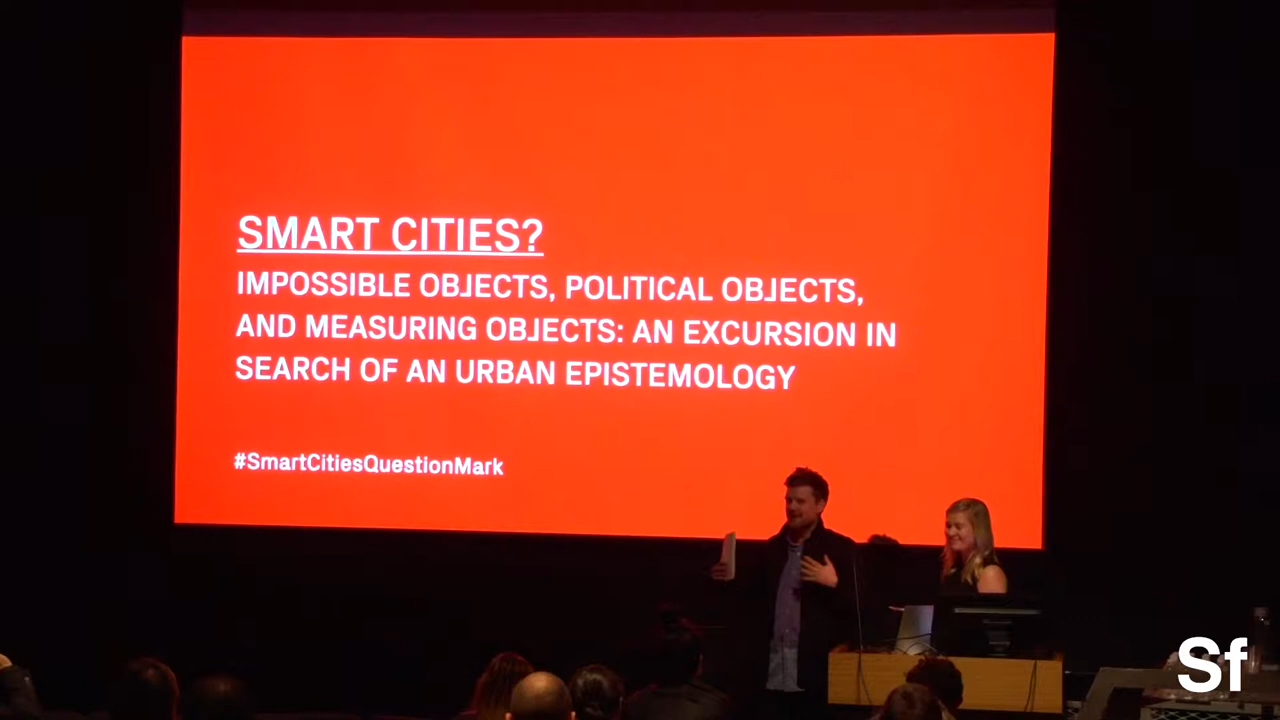 SMART CITIES?
IMPOSSIBLE OBJECTS, POLITICAL OBJECTS,
AND MEASURING OBJECTS: AN EXCURSION IN
SEARCH OF AN URBAN EPISTEMOLOGY
#SmartCitiesQuestionMark
Sf